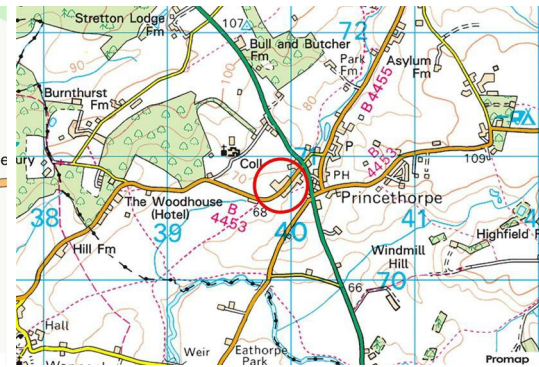 Stretton Lodge
Fm
107
72
Bull and Butcher
Fm
Park
Fm
Asylum
Fm
90
100
80
B 4455
Burnthurst
Fm
Coll
70
P
B
4453
109
PH
Princethorpe
The Woodhouse
(Hotel)
B
4453
68
38
39
40
41
Hill Fm
Windmill
Hill
Highfield F
70
66
Hall
Weir
Eathorpe
Park
Promap